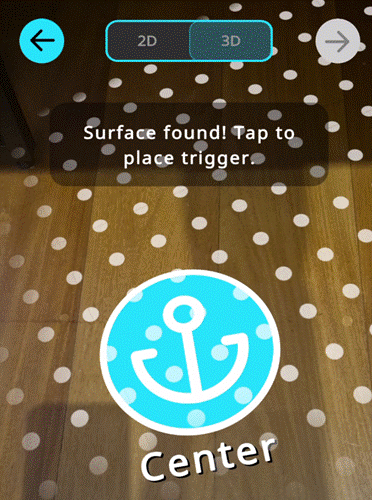 2D
3D
Surface found! Tap to
place trigger.
Center